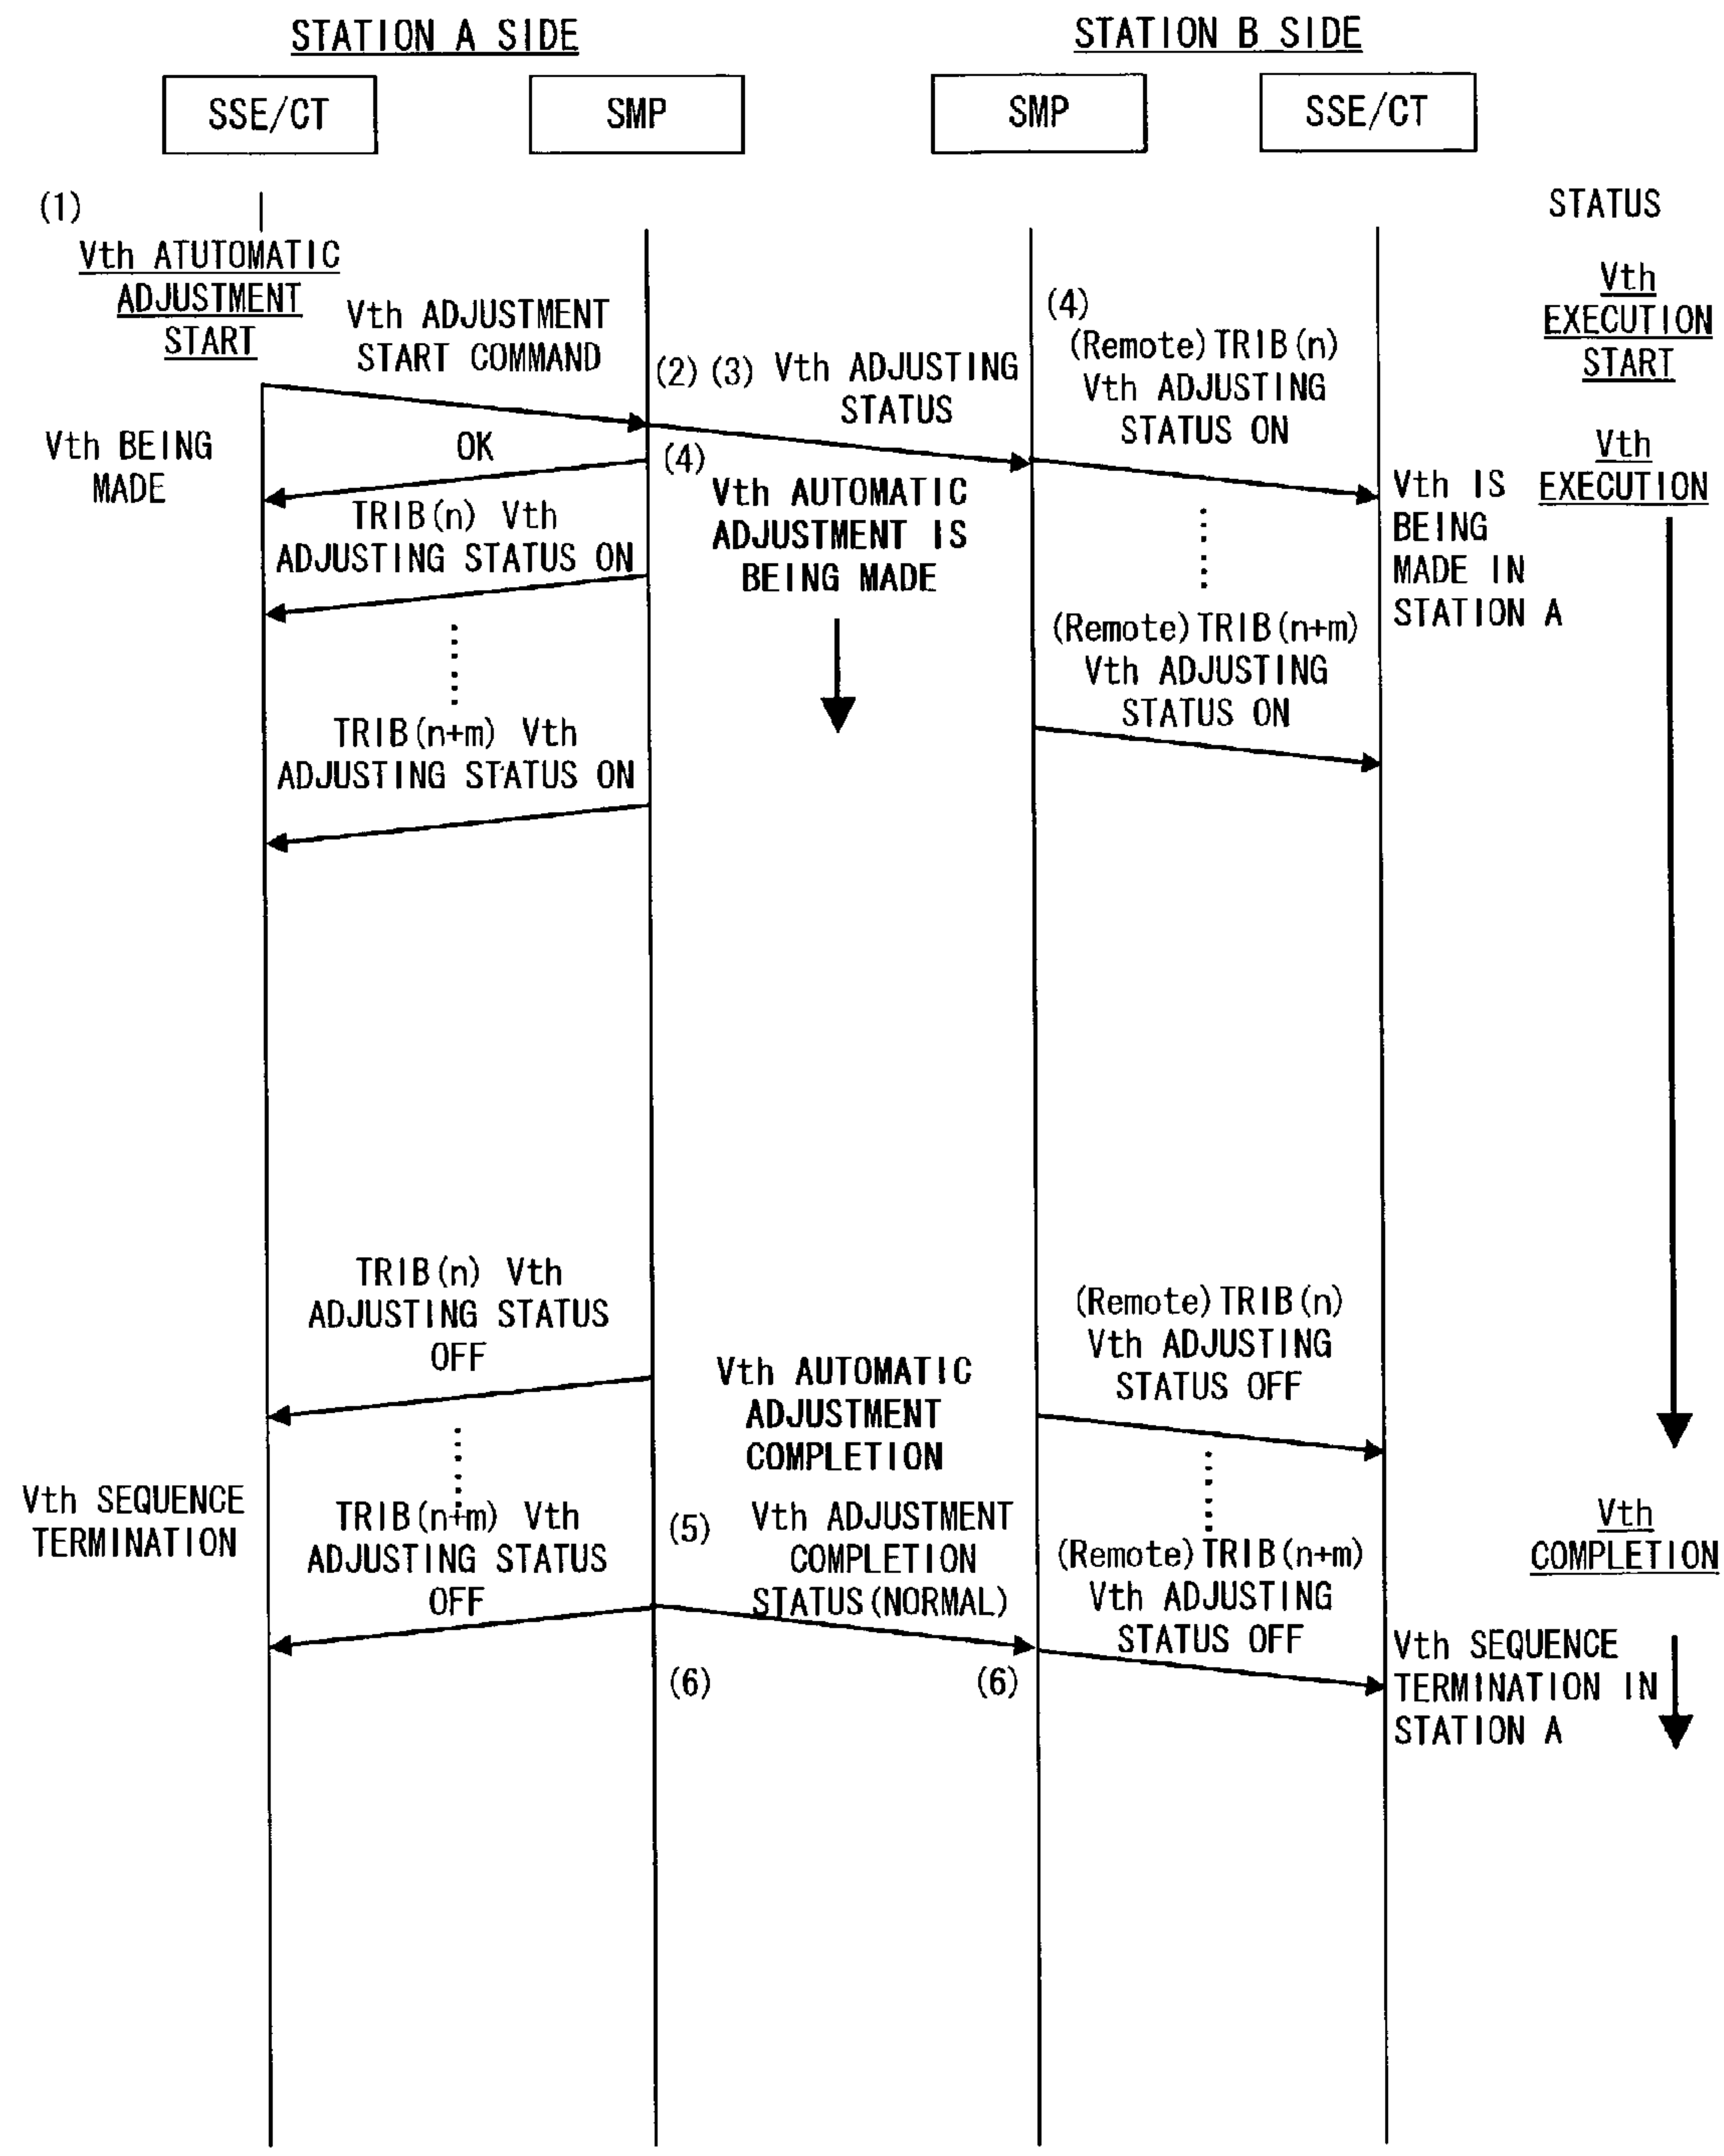 STATION A SIDE
STATION B SIDE
SSE/CT
SMP
SMP
SSE/CT
(1)
STATUS
Vth ATUTOMATIC
ADJUSTMENT
START
Vth ADJUSTMENT
START COMMAND
(2) (3) Vth ADJUSTING
STATUS
(4)
(Remote) TRIB(n)
Vth ADJUSTING
STATUS ON
Vth
EXECUTION
START
Vth BEING
MADE
OK
(4)
Vth AUTOMATIC
ADJUSTMENT IS
BEING MADE
Vth IS
BEING
MADE IN
STATION A
Vth
EXECUTION
TRIB(n) Vth
ADJUSTING STATUS ON
(Remote) TRIB(n+m)
Vth ADJUSTING
STATUS ON
TRIB(n+m) Vth
ADJUSTING STATUS ON
TRIB(n) Vth
ADJUSTING STATUS
OFF
(Remote) TRIB(n)
Vth ADJUSTING
STATUS OFF
Vth AUTOMATIC
ADJUSTMENT
COMPLETION
Vth SEQUENCE
TERMINATION
TRIB(n+m) Vth
ADJUSTING STATUS
OFF
(5)
Vth ADJUSTMENT
COMPLETION
STATUS(NORMAL)
(Remote) TRIB(n+m)
Vth ADJUSTING
STATUS OFF
Vth
COMPLETION
(6)
(6)
Vth SEQUENCE
TERMINATION IN
STATION A